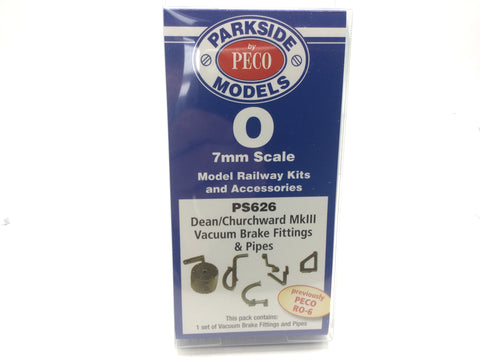 PARKSIDE
by
PECO
MODELS
O
7mm Scale
Model Railway Kits
and Accessories
PS626
Dean/Churchward MkIII
Vacuum Brake Fittings
& Pipes
previously
PECO
RO-6
This pack contains:
1 set of Vacuum Brake Fittings and Pipes